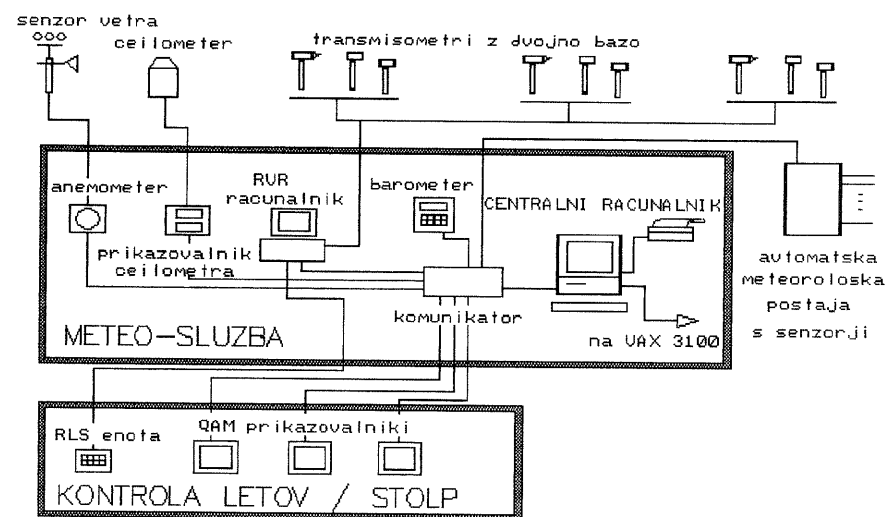 senzor vetra
ceilometer
transmisometri z dvojno bazo
anemometer
RVR
racunalnik
barometer
CENTRALNI RACUNALNIK
prikazovalnik
ceilometra
avtomatska
meteoroloska
postaja
s senzorji
komunikator
METEO-SLUZBA
na VAX 3100
RLS enota
QAM prikazovalniki
KONTROLA LETOV / STOLP